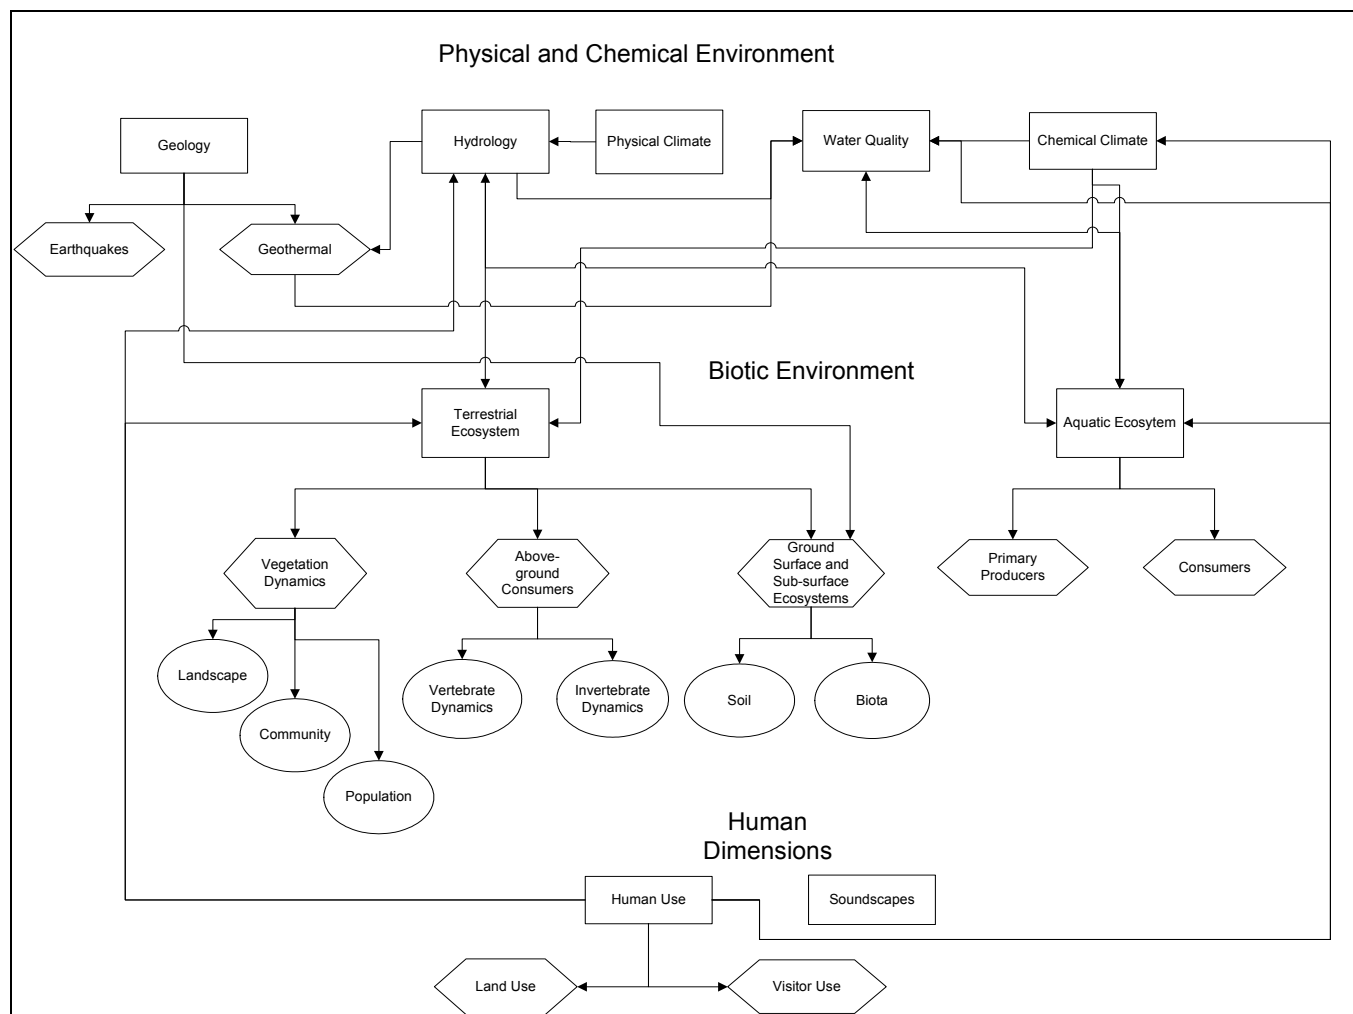 Physical and Chemical Environment
Geology
Hydrology
Physical Climate
Water Quality
Chemical Climate
Earthquakes
Geothermal
Biotic Environment
Terrestrial
Ecosystem
Aquatic Ecosytem
Vegetation
Dynamics
Above-
ground
Consumers
Ground
Surface and
Sub-surface
Ecosystems
Primary
Producers
Consumers
Landscape
Community
Population
Vertebrate
Dynamics
Invertebrate
Dynamics
Soil
Biota
Human
Dimensions
Human Use
Soundscapes
Land Use
Visitor Use